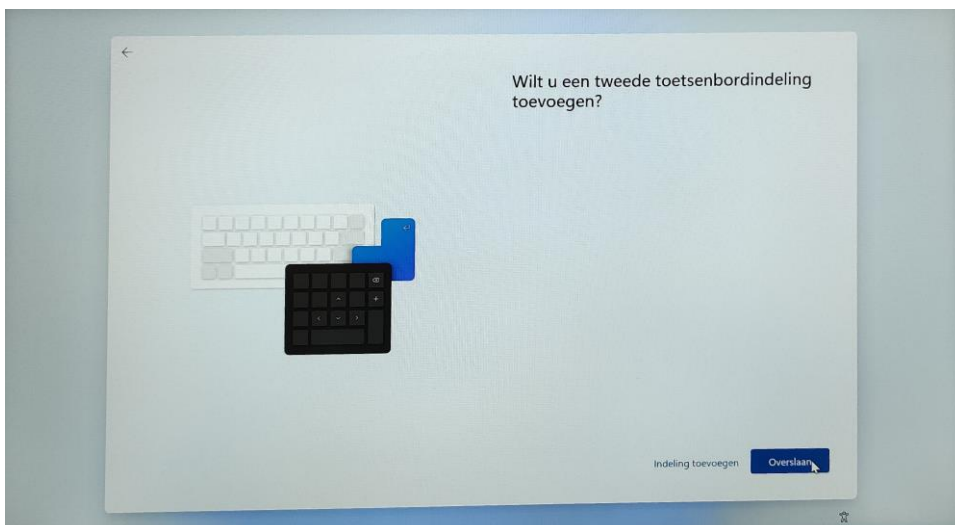 Wilt u een tweede toetsenbordindeling
toevoegen?
Indeling toevoegen
Overslaan